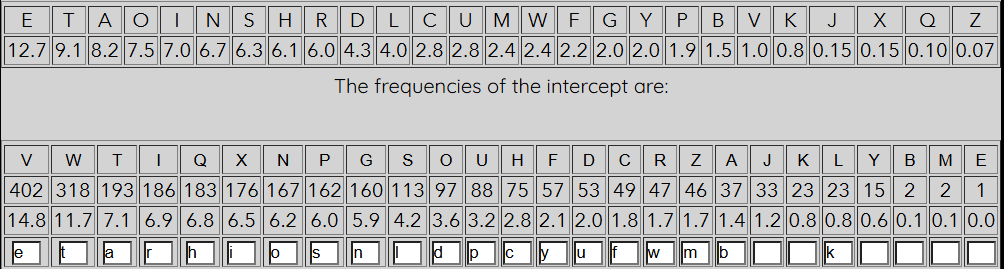 E T A O I N S H R D L C U M W F G Y P B V K J X Q Z
12.7 9.1 8.2 7.5 7.0 6.7 6.3 6.1 6.0 4.3 4.0 2.8 2.8 2.4 2.4 2.2 2.0 2.0 1.9 1.5 1.0 0.8 0.15 0.15 0.10 0.07
The frequencies of the intercept are:
V W T I Q X N P G S O U H F D C R Z A J K L Y B M E
402 318 193 186 183 176 167 162 160 113 97 88 75 57 53 49 47 46 37 33 23 23 15 2 2 1
14.8 11.7 7.1 6.9 6.8 6.5 6.2 6.0 5.9 4.2 3.6 3.2 2.8 2.1 2.0 1.8 1.7 1.7 1.4 1.2 0.8 0.8 0.6 0.1 0.1 0.0
e t a r h i o s n l d p c y u f w m b k